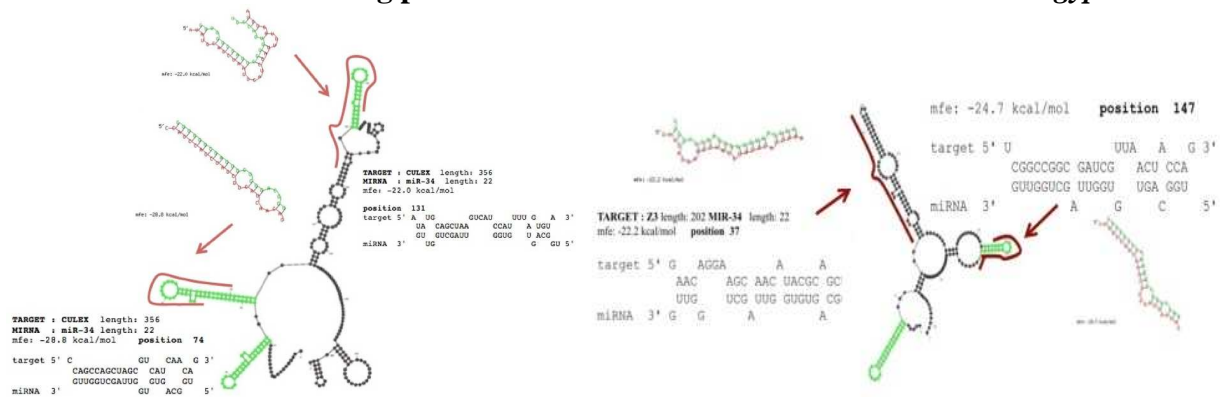 g p
gyp
mfe: -22.0 kcal/mol
mfe: -28.8 kcal/mol
TARGET : CULEX length: 356
MIRNA : miR-34 length: 22
mfe: -22.0 kcal/mol
position 131
target 5' A UG GUCAU UUU G A 3'
UA CAGCUAA CCAU A UGU
GU GUCGAUU GGUG U ACG
miRNA 3' UG G GU 5'
TARGET : CULEX length: 356
MIRNA : miR-34 length: 22
mfe: -28.8 kcal/mol position 74
target 5' C GU CAA G 3'
CAGCCAGCUAGC CAU CA
GUUGGUCGAUUG GUG GU
miRNA 3' GU ACG 5'
mfe: -22.2 kcal/mol
TARGET : Z3 length: 202 MIR-34 length: 22
mfe: -22.2 kcal/mol position 37
target 5' G AGGA A A
AAC AGC AAC UACGC GC
UUG UCG UUG GUGUG CG
miRNA 3' G G A A
mfe: -24.7 kcal/mol position 147
target 5' U UUA A G 3'
CGGCCGGC GAUCG ACU CCA
GUUGGUCG UUGGU UGA GGU
miRNA 3' A G C 5'